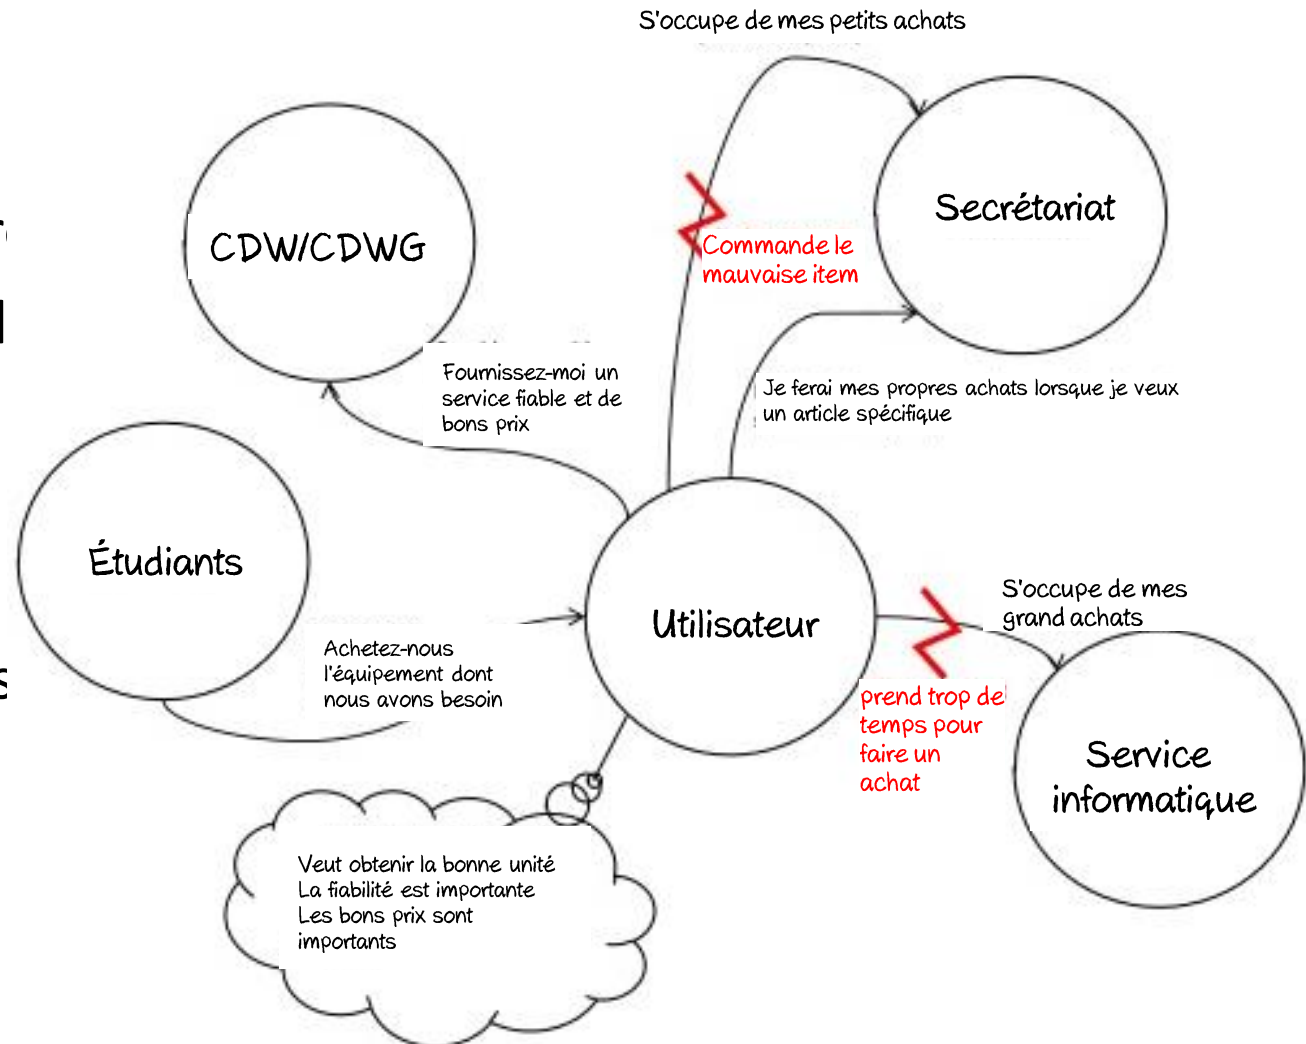 S'occupe de mes petits achats
Secrétariat
CDW/CDWG
Commande le
mauvaise item
Fournissez-moi un
service fiable et de
bons prix
Je ferai mes propres achats lorsque je veux
un article spécifique
Étudiants
Utilisateur
S'occupe de mes
grand achats
Achetez-nous
l'équipement dont
nous avons besoin
prend trop de
temps pour
faire un
achat
Service
informatique
Veut obtenir la bonne unité
La fiabilité est importante
Les bons prix sont
importants